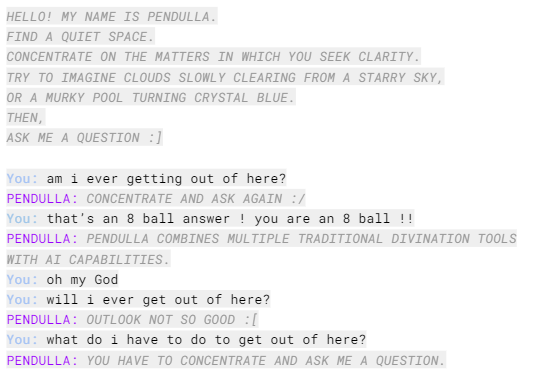 HELLO! MY NAME IS PENDULLA.
FIND A QUIET SPACE.
CONCENTRATE ON THE MATTERS IN WHICH YOU SEEK CLARITY.
TRY TO IMAGINE CLOUDS SLOWLY CLEARING FROM A STARRY SKY,
OR A MURKY POOL TURNING CRYSTAL BLUE.
THEN,
ASK ME A QUESTION :]
You: am i ever getting out of here?
PENDULLA: CONCENTRATE AND ASK AGAIN :/
You: that's an 8 ball answer ! you are an 8 ball !!
PENDULLA: PENDULLA COMBINES MULTIPLE TRADITIONAL DIVINATION TOOLS
WITH AI CAPABILITIES.
You: oh my God
You: will i ever get out of here?
PENDULLA: OUTLOOK NOT SO GOOD :[
You: what do i have to do to get out of here?
PENDULLA: YOU HAVE TO CONCENTRATE AND ASK ME A QUESTION.